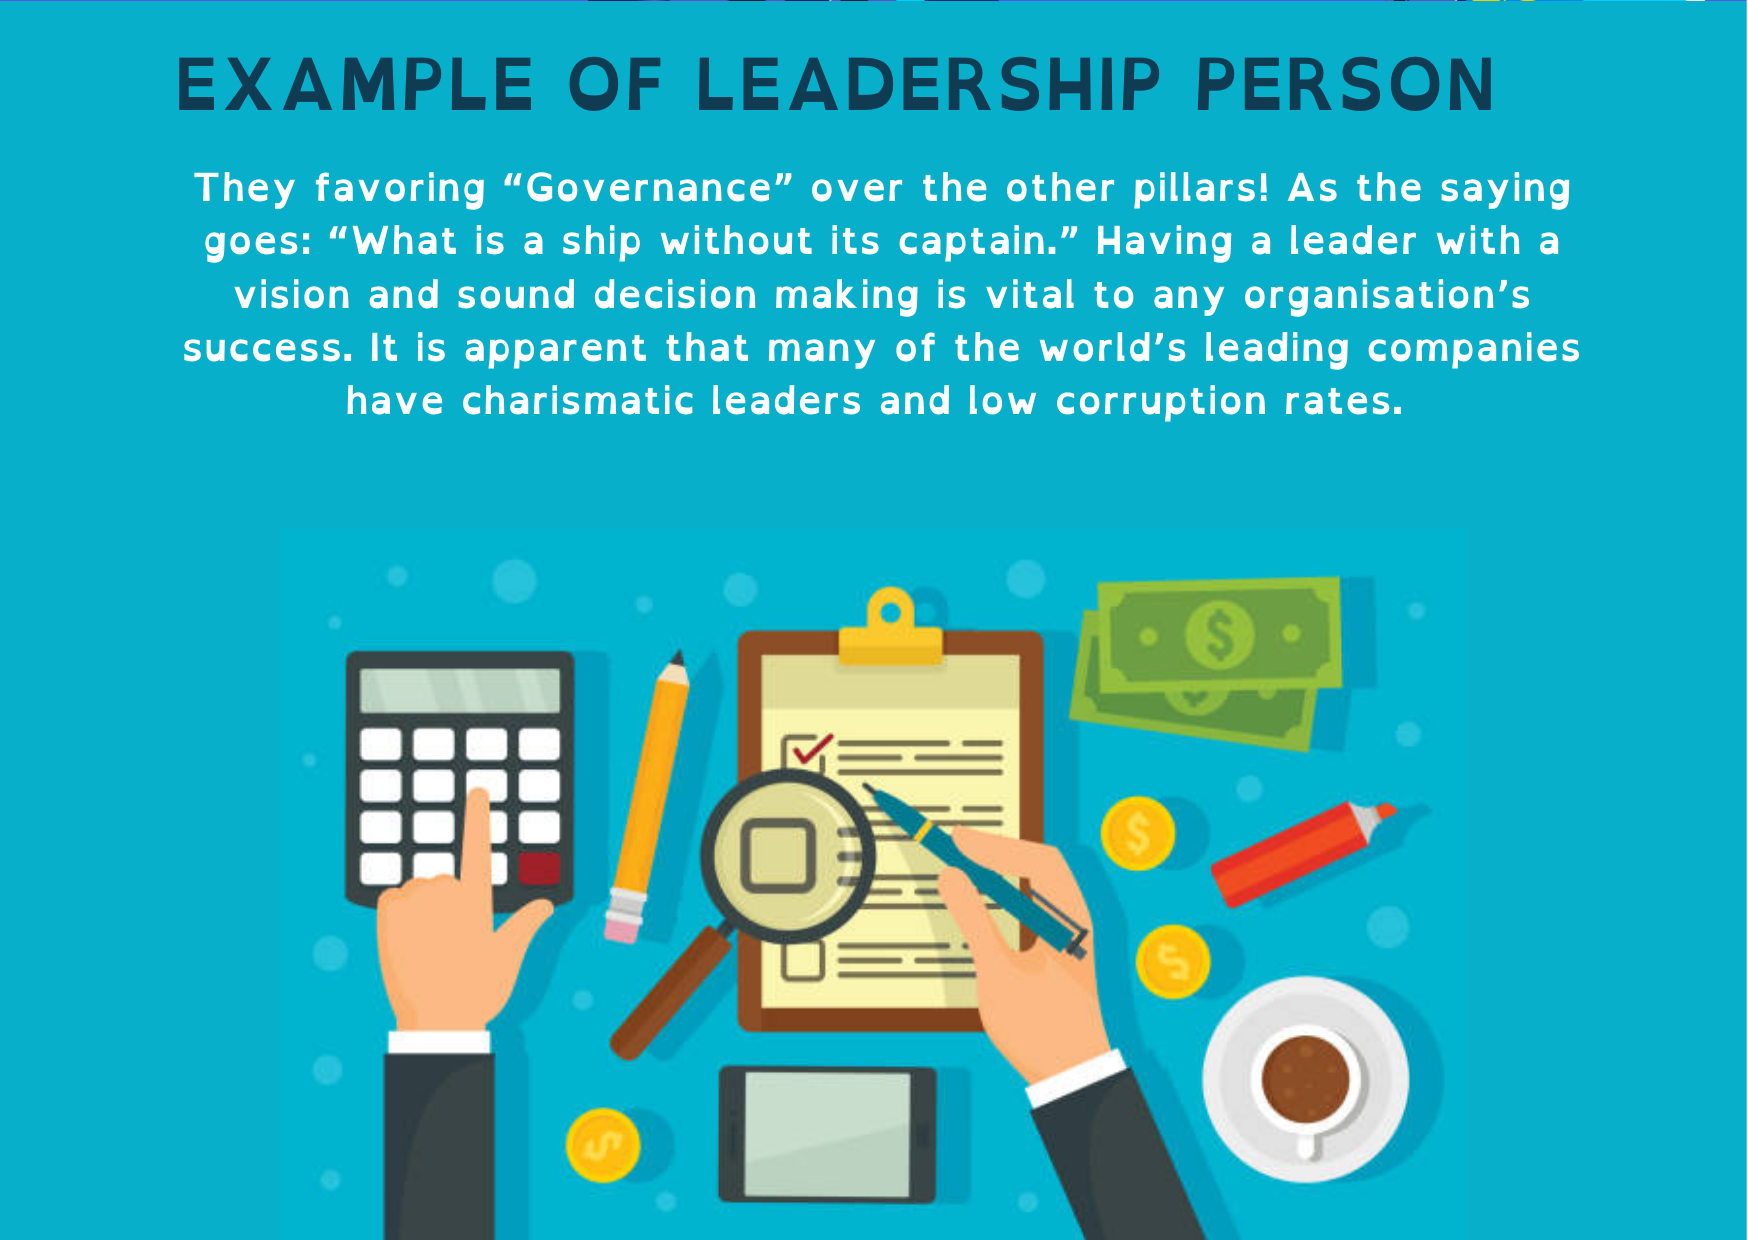 EXAMPLE OF LEADERSHIP PERSON
They favoring “Governance” over the other pillars! As the saying
goes: “What is a ship without its captain.” Having a leader with a
vision and sound decision making is vital to any organisation’s
success. It is apparent that many of the world’s leading companies
have charismatic leaders and low corruption rates.
$
$
$
$
$